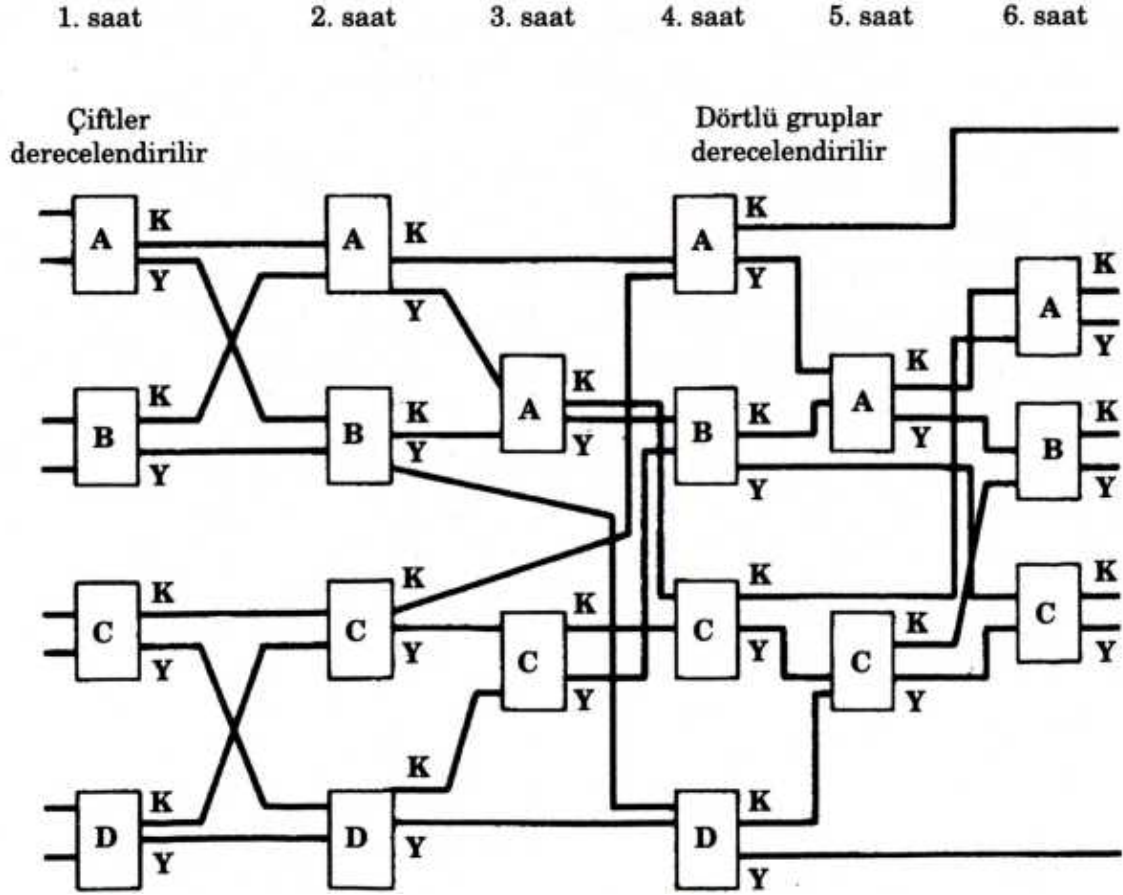 1. saat 2. saat 3. saat 4. saat 5. saat 6. saat
Çiftler
derecelendirilir
Dörtlü gruplar
derecelendirilir
A K Y
B K Y
C K Y
D K Y
A K Y
B K Y
C K Y
D K Y
A K Y
C K Y
A K Y
B K Y
C K Y
D K Y
A K Y
C K Y
A K Y
B K Y
C K Y